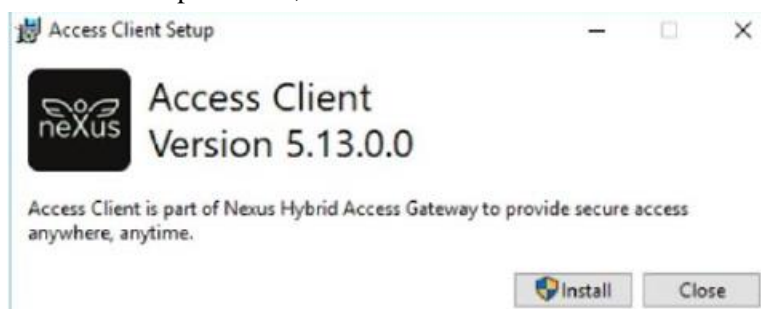 Access Client Setup
neXus
Access Client
Version 5.13.0.0
Access Client is part of Nexus Hybrid Access Gateway to provide secure access
anywhere, anytime.
Install Close